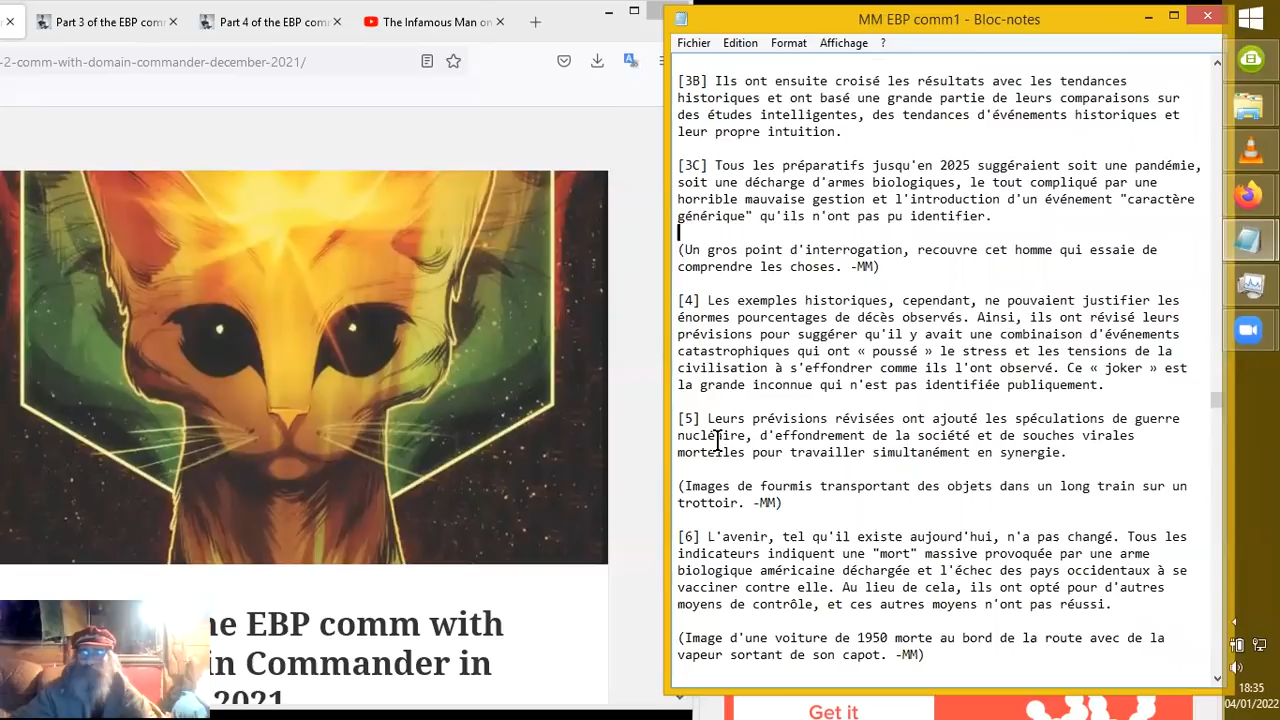 Part 3 of the EBP comm
Part 4 of the EBP com
The Infamous Man on
-2-comm-with-domain-commander-december-2021/
he EBP comm with
in Commander in
2021
MM EBP comm1 - Bloc-notes
Fichier Edition Format Affichage ?
[3B] Ils ont ensuite croisé les résultats avec les tendances
historiques et ont basé une grande partie de leurs comparaisons sur
des études intelligentes, des tendances d'événements historiques et
leur propre intuition.
[3C] Tous les préparatifs jusqu'en 2025 suggéraient soit une pandémie,
soit une décharge d'armes biologiques, le tout compliqué par une
horrible mauvaise gestion et l'introduction d'un événement "caractère
générique" qu'ils n'ont pas pu identifier.
(Un gros point d'interrogation, recouvre cet homme qui essaie de
comprendre les choses. -MM)
[4] Les exemples historiques, cependant, ne pouvaient justifier les
énormes pourcentages de décès observés. Ainsi, ils ont révisé leurs
prévisions pour suggérer qu'il y avait une combinaison d'événements
catastrophiques qui ont « poussé » le stress et les tensions de la
civilisation à s'effondrer comme ils l'ont observé. Ce « joker » est
la grande inconnue qui n'est pas identifiée publiquement.
[5] Leurs prévisions révisées ont ajouté les spéculations de guerre
nucléaire, d'effondrement de la société et de souches virales
mortelles pour travailler simultanément en synergie.
(Images de fourmis transportant des objets dans un long train sur un
trottoir. -MM)
[6] L'avenir, tel qu'il existe aujourd'hui, n'a pas changé. Tous les
indicateurs indiquent une "mort" massive provoquée par une arme
biologique américaine déchargée et l'échec des pays occidentaux à se
vacciner contre elle. Au lieu de cela, ils ont opté pour d'autres
moyens de contrôle, et ces autres moyens n'ont pas réussi.
(Image d'une voiture de 1950 morte au bord de la route avec de la
vapeur sortant de son capot. -MM)
Get it
18:35
04/01/2022